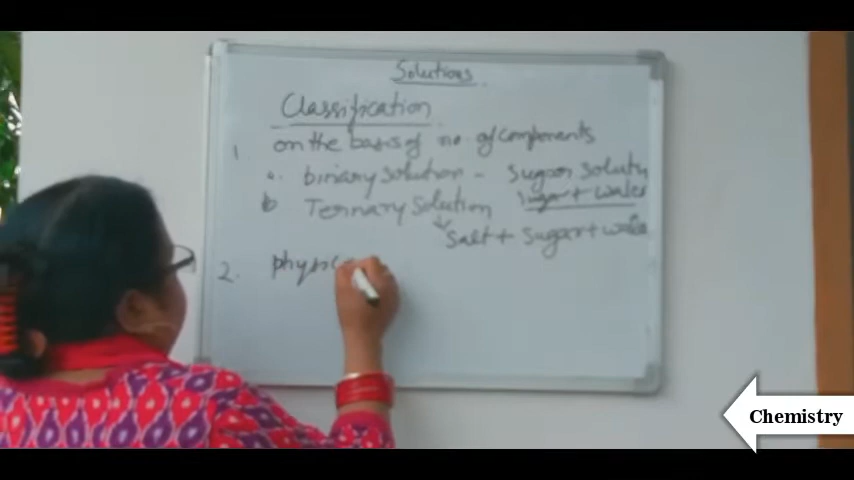 Solutions
Classification
1. on the basis of no. of Components
a. binary solution - sugar solutn
sugar + water
b Ternary Solution
salt + sugar + water
2. physic
Chemistry